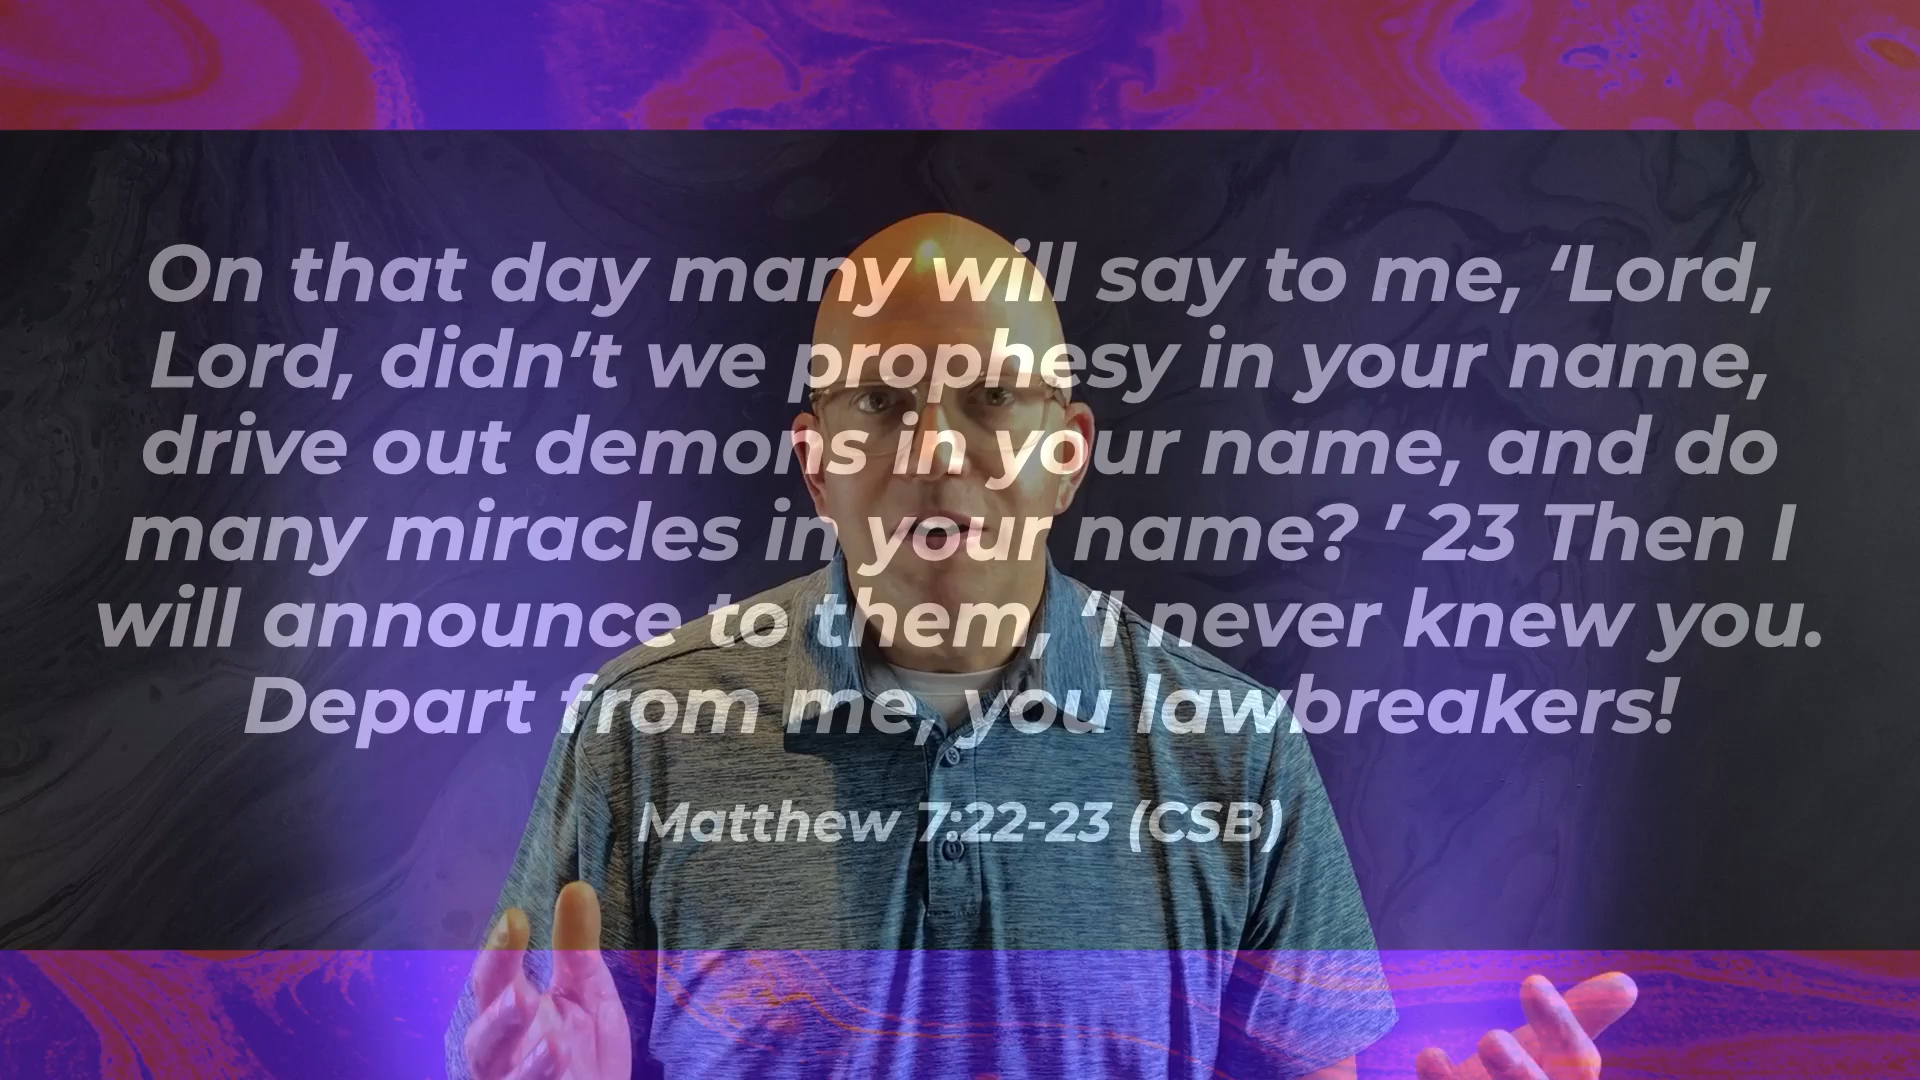 On that day many will say to me, ‘Lord,
Lord, didn’t we prophesy in your name,
drive out demons in your name, and do
many miracles in your name? ’ 23 Then I
will announce to them, ‘I never knew you.
Depart from me, you lawbreakers!
Matthew 7:22-23 (CSB)